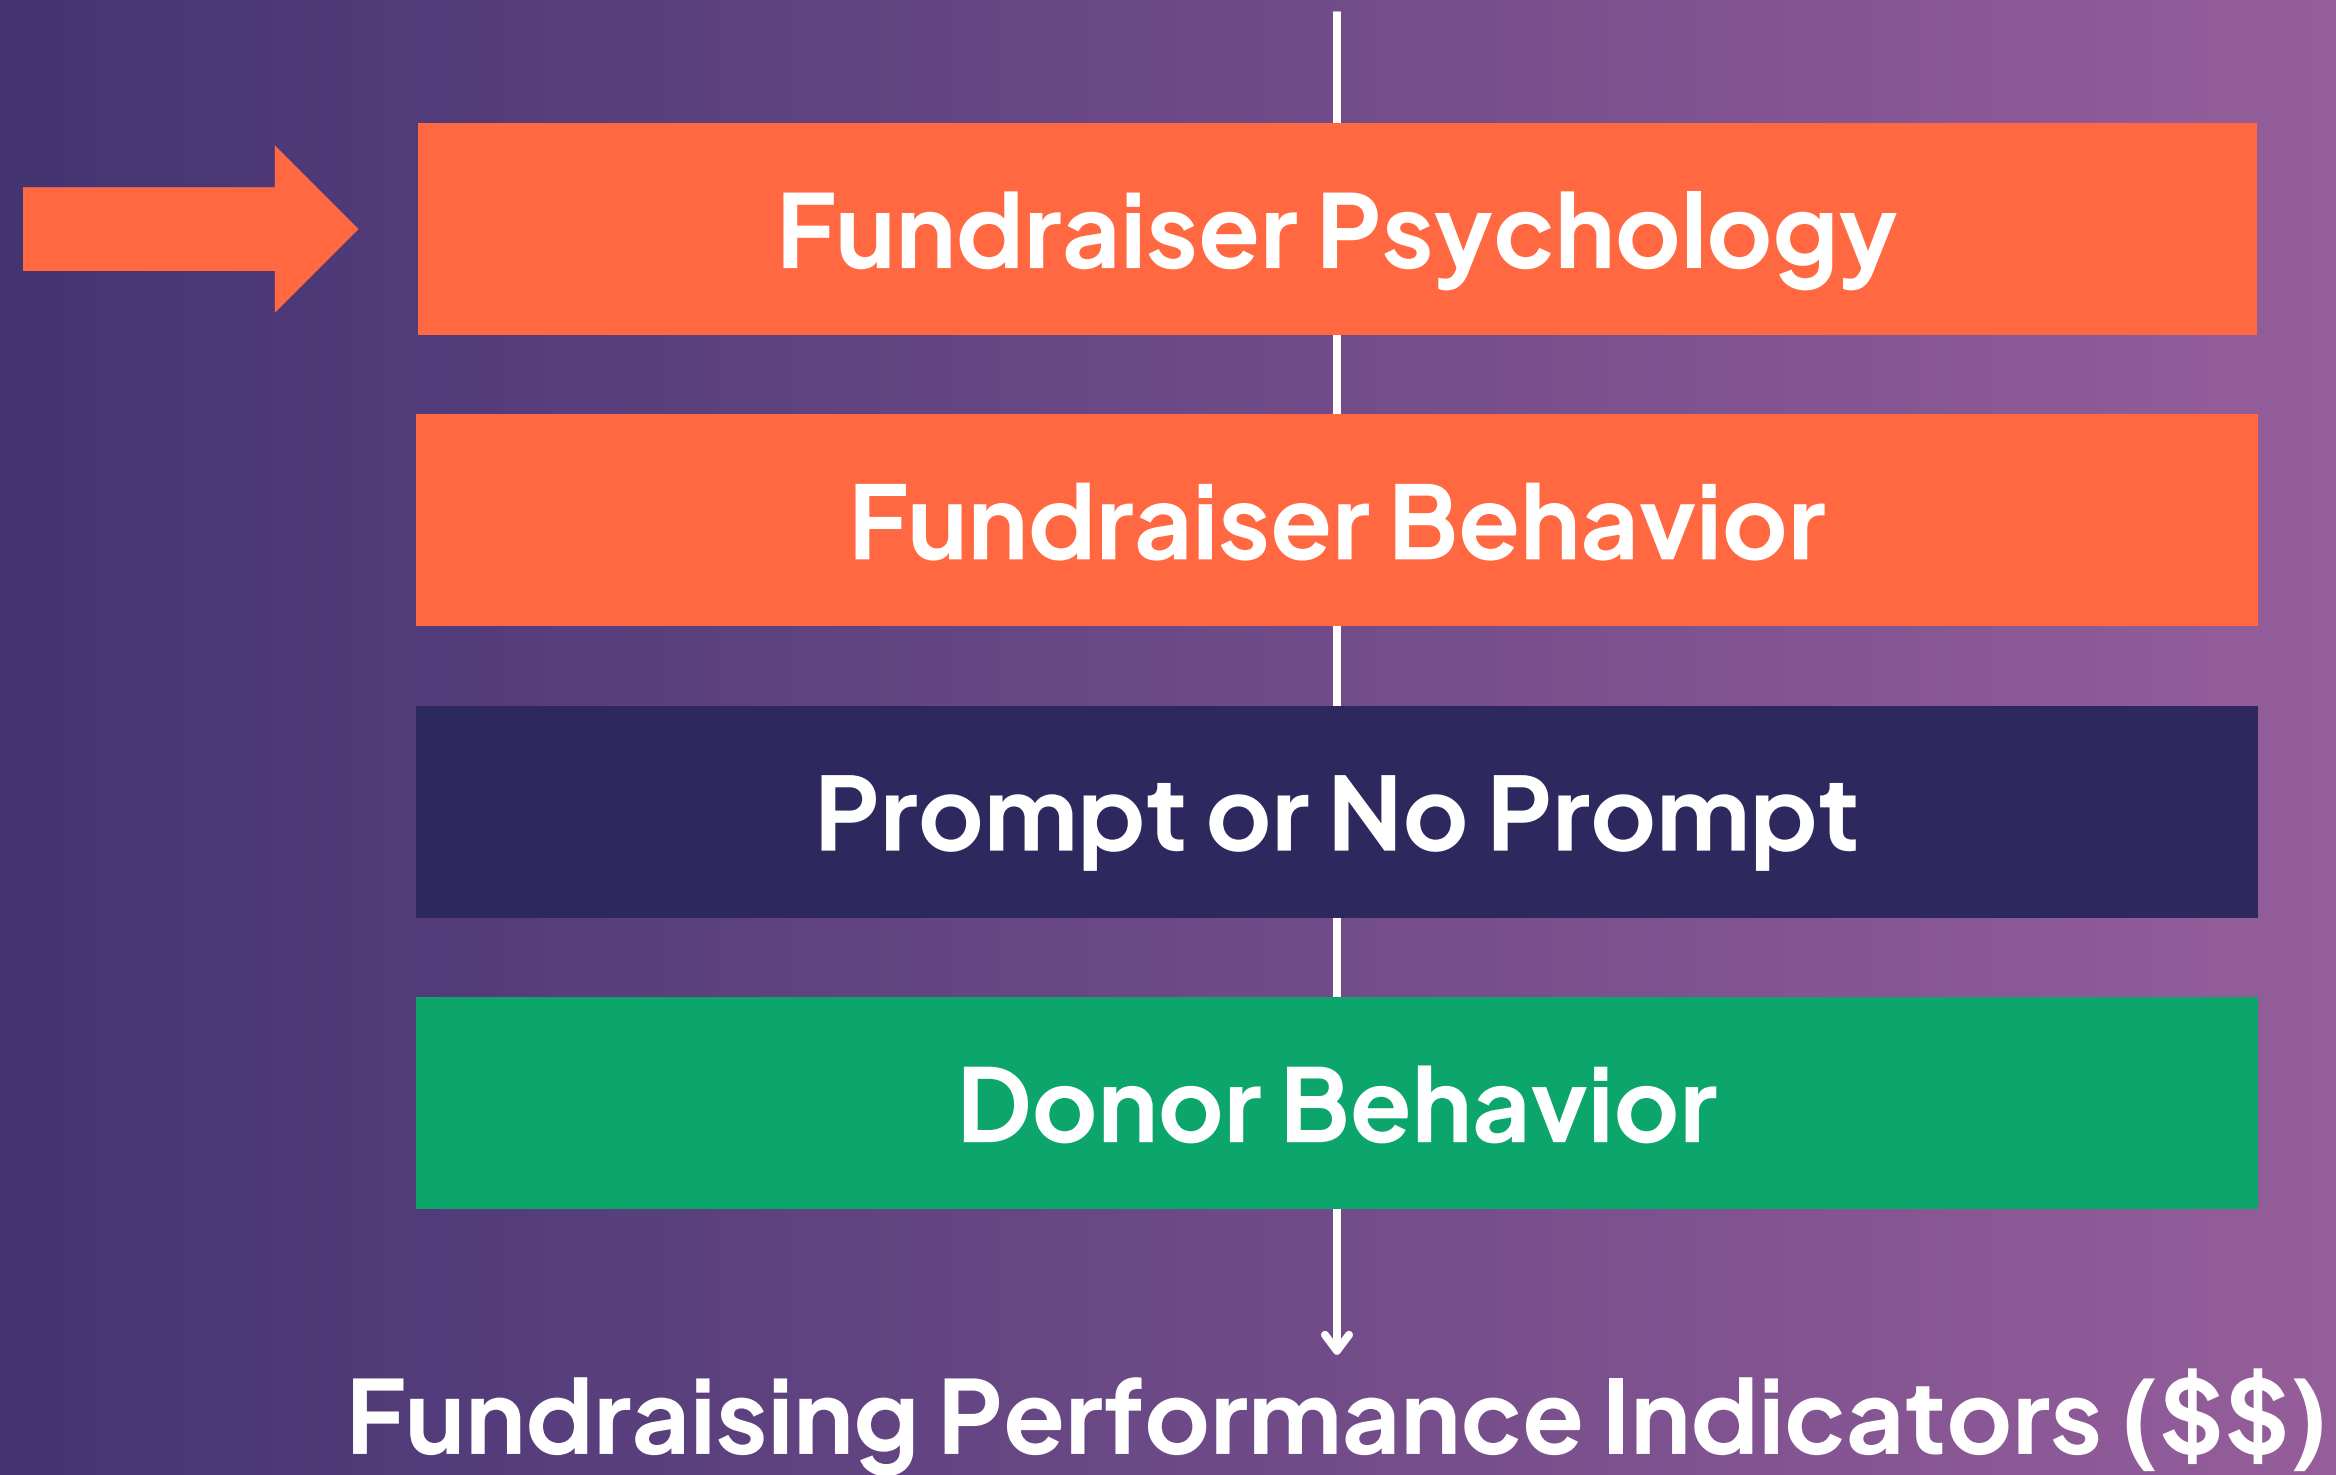 Fundraiser Psychology
Fundraiser Behavior
Prompt or No Prompt
Donor Behavior
Fundraising Performance Indicators ($$)